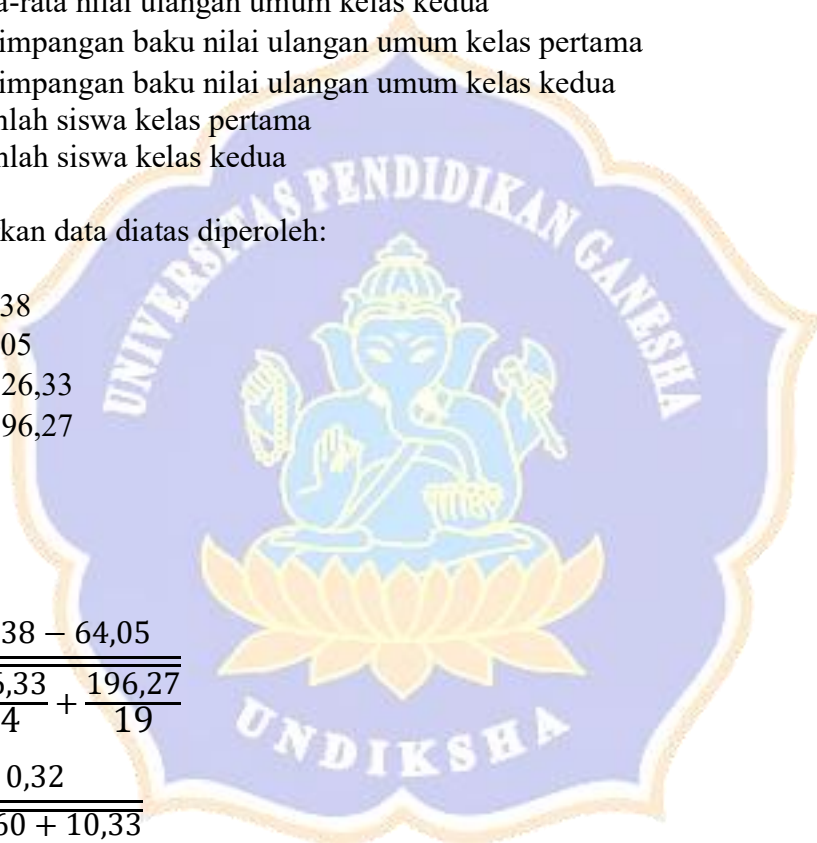 a-rata nilai ulangan umum kelas kedua
impangan baku nilai ulangan umum kelas pertama
impangan baku nilai ulangan umum kelas kedua
mlah siswa kelas pertama
mlah siswa kelas kedua
UNIVERSITAS PENDIDIKAN GANESHA
kan data diatas diperoleh:
38
05
26,33
96,27
38 − 64,05
6,33 / 4 + 196,27 / 19
UNDIKSHA
0,32
60 + 10,33